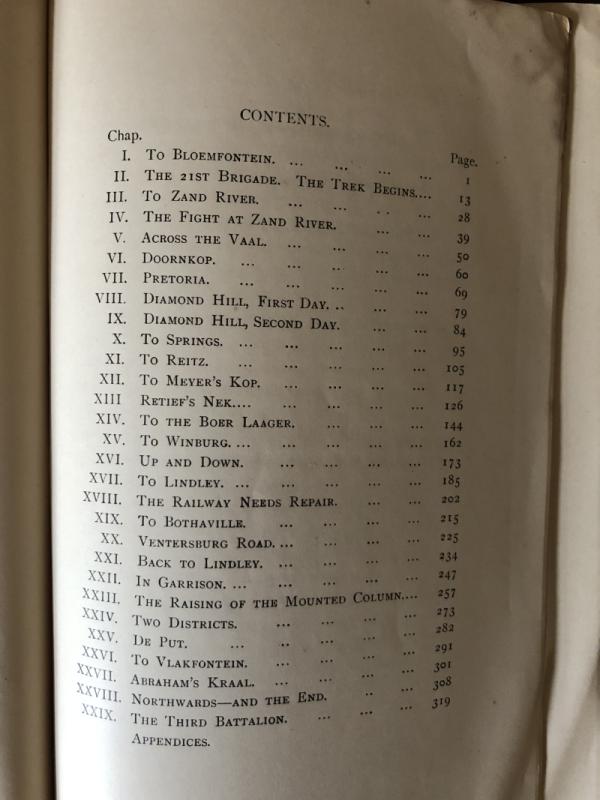 CONTENTS.
Chap. Page.
I. To Bloemfontein. ... ... ... ... 1
II. The 21st Brigade. The Trek Begins.... 13
III. To Zand River. ... ... ... ... 28
IV. The Fight at Zand River. ... ... 39
V. Across the Vaal. ... ... ... ... 50
VI. Doornkop. ... ... ... ... 60
VII. Pretoria. ... ... ... ... 69
VIII. Diamond Hill, First Day. .. ... ... 79
IX. Diamond Hill, Second Day. ... ... 84
X. To Springs. ... ... ... ... 95
XI. To Reitz. ... ... ... ... 105
XII. To Meyer's Kop. ... ... ... ... 117
XIII Retief's Nek.... ... ... ... ... 126
XIV. To the Boer Laager. ... ... ... 144
XV. To Winburg. ... ... ... ... ... 162
XVI. Up and Down. ... ... ... ... 173
XVII. To Lindley. ... ... ... ... ... 185
XVIII. The Railway Needs Repair. ... ... 202
XIX. To Bothaville. ... ... ... ... 215
XX. Ventersburg Road. ... ... ... ... 225
XXI. Back to Lindley. ... ... ... ... 234
XXII. In Garrison. ... ... ... ... ... 247
XXIII. The Raising of the Mounted Column.... 257
XXIV. Two Districts. ... ... ... ... 273
XXV. De Put. ... .. ... ... ... 282
XXVI. To Vlakfontein. ... ... ... ... 291
XXVII. Abraham's Kraal. ... ... ... ... 301
XXVIII. Northwards—and the End. .. ... 308
XXIX. The Third Battalion. ... ... ... 319
Appendices.